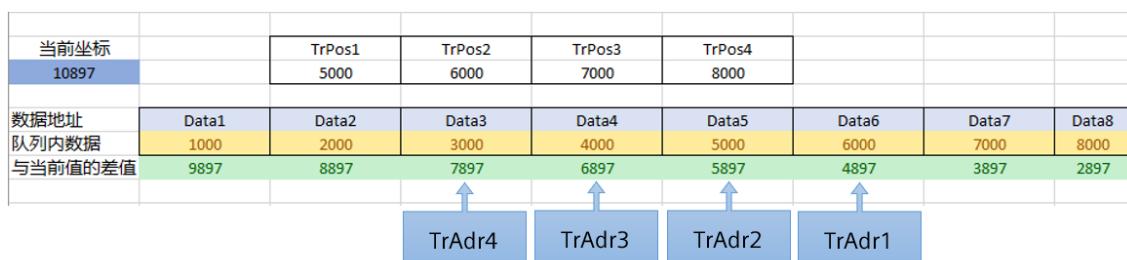 当前坐标 TrPos1 TrPos2 TrPos3 TrPos4
10897 5000 6000 7000 8000
数据地址 Data1 Data2 Data3 Data4 Data5 Data6 Data7 Data8
队列内数据 1000 2000 3000 4000 5000 6000 7000 8000
与当前值的差值 9897 8897 7897 6897 5897 4897 3897 2897
TrAdr4 TrAdr3 TrAdr2 TrAdr1